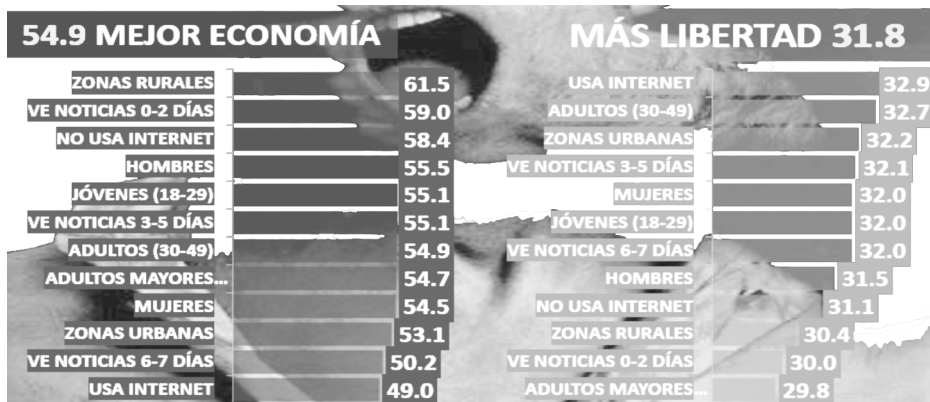 54.9 MEJOR ECONOMÍA
ZONAS RURALES 61.5
VE NOTICIAS 0-2 DÍAS 59.0
NO USA INTERNET 58.4
HOMBRES 55.5
JÓVENES (18-29) 55.1
VE NOTICIAS 3-5 DÍAS 55.1
ADULTOS (30-49) 54.9
ADULTOS MAYORES... 54.7
MUJERES 54.5
ZONAS URBANAS 53.1
VE NOTICIAS 6-7 DÍAS 50.2
USA INTERNET 49.0
MÁS LIBERTAD 31.8
USA INTERNET 32.9
ADULTOS (30-49) 32.7
ZONAS URBANAS 32.2
VE NOTICIAS 3-5 DÍAS 32.1
MUJERES 32.0
JÓVENES (18-29) 32.0
VE NOTICIAS 6-7 DÍAS 32.0
HOMBRES 31.5
NO USA INTERNET 31.1
ZONAS RURALES 30.4
VE NOTICIAS 0-2 DÍAS 30.0
ADULTOS MAYORES... 29.8